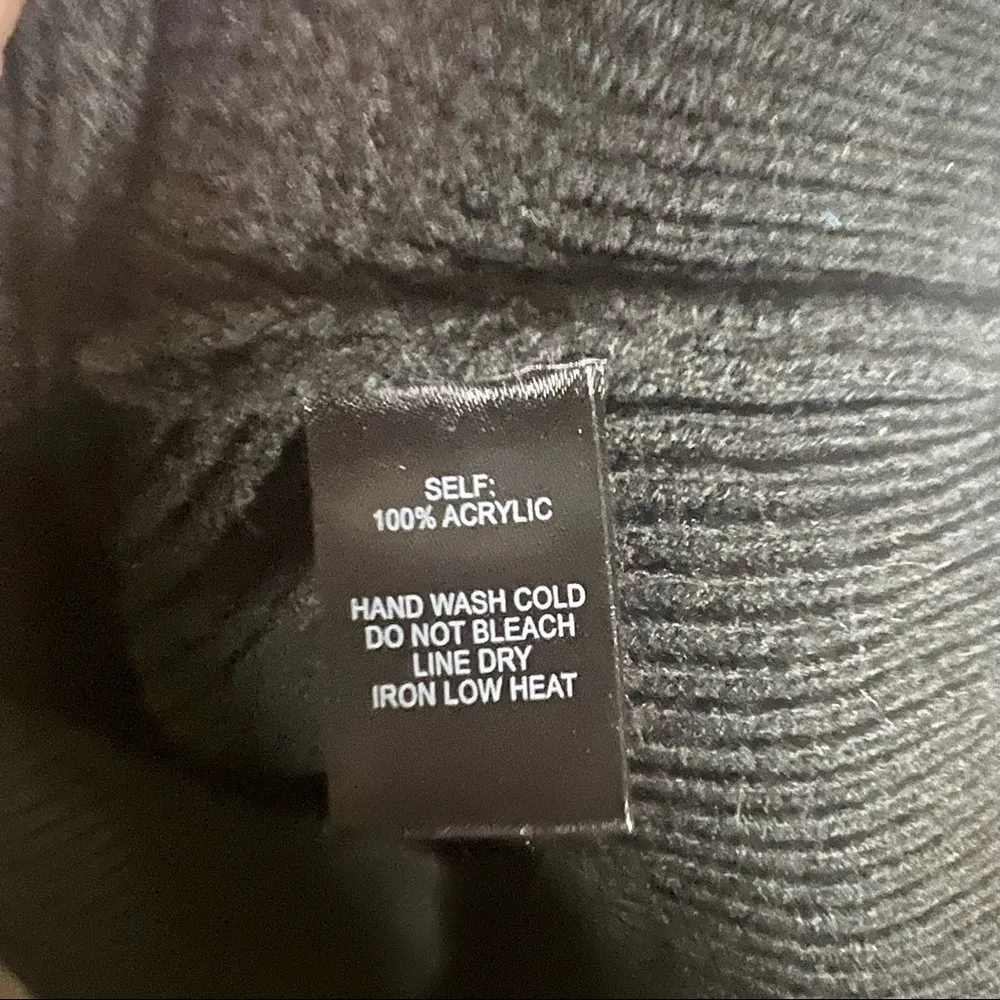 SELF:
100% ACRYLIC
HAND WASH COLD
DO NOT BLEACH
LINE DRY
IRON LOW HEAT